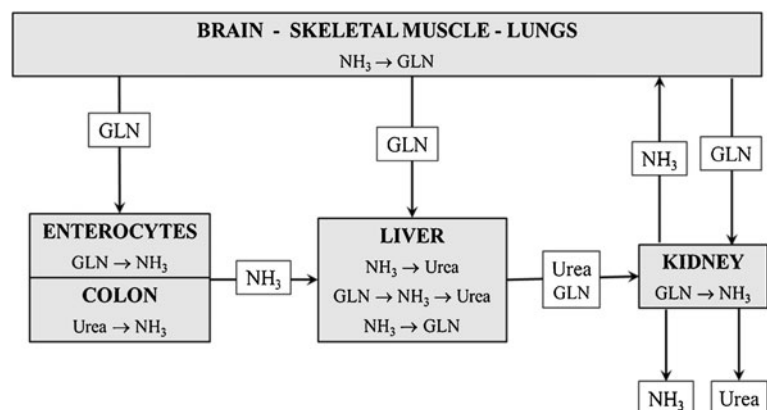 BRAIN - SKELETAL MUSCLE - LUNGS
NH₃ → GLN
GLN
GLN
NH₃
GLN
ENTEROCYTES
GLN → NH₃
COLON
Urea → NH₃
NH₃
LIVER
NH₃ → Urea
GLN → NH₃ → Urea
NH₃ → GLN
Urea
GLN
KIDNEY
GLN → NH₃
NH₃
Urea